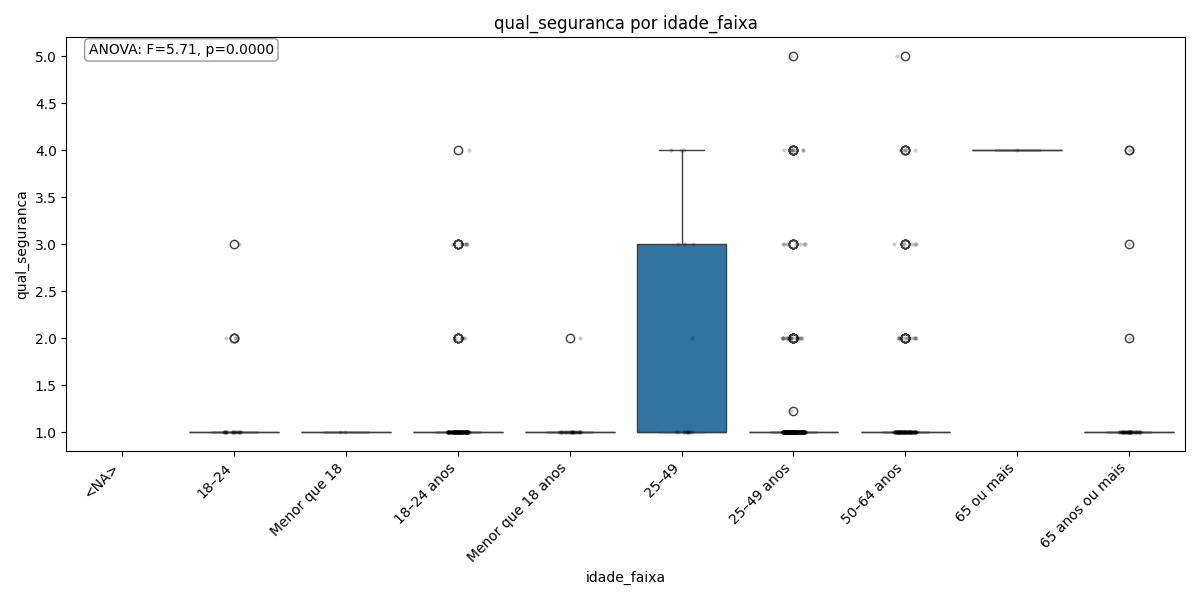 qual_seguranca por idade_faixa
ANOVA: F=5.71, p=0.0000
qual_seguranca
5.0
4.5
4.0
3.5
3.0
2.5
2.0
1.5
1.0
<NA>
18–24
Menor que 18
18–24 anos
Menor que 18 anos
25–49
25–49 anos
50–64 anos
65 ou mais
65 anos ou mais
idade_faixa